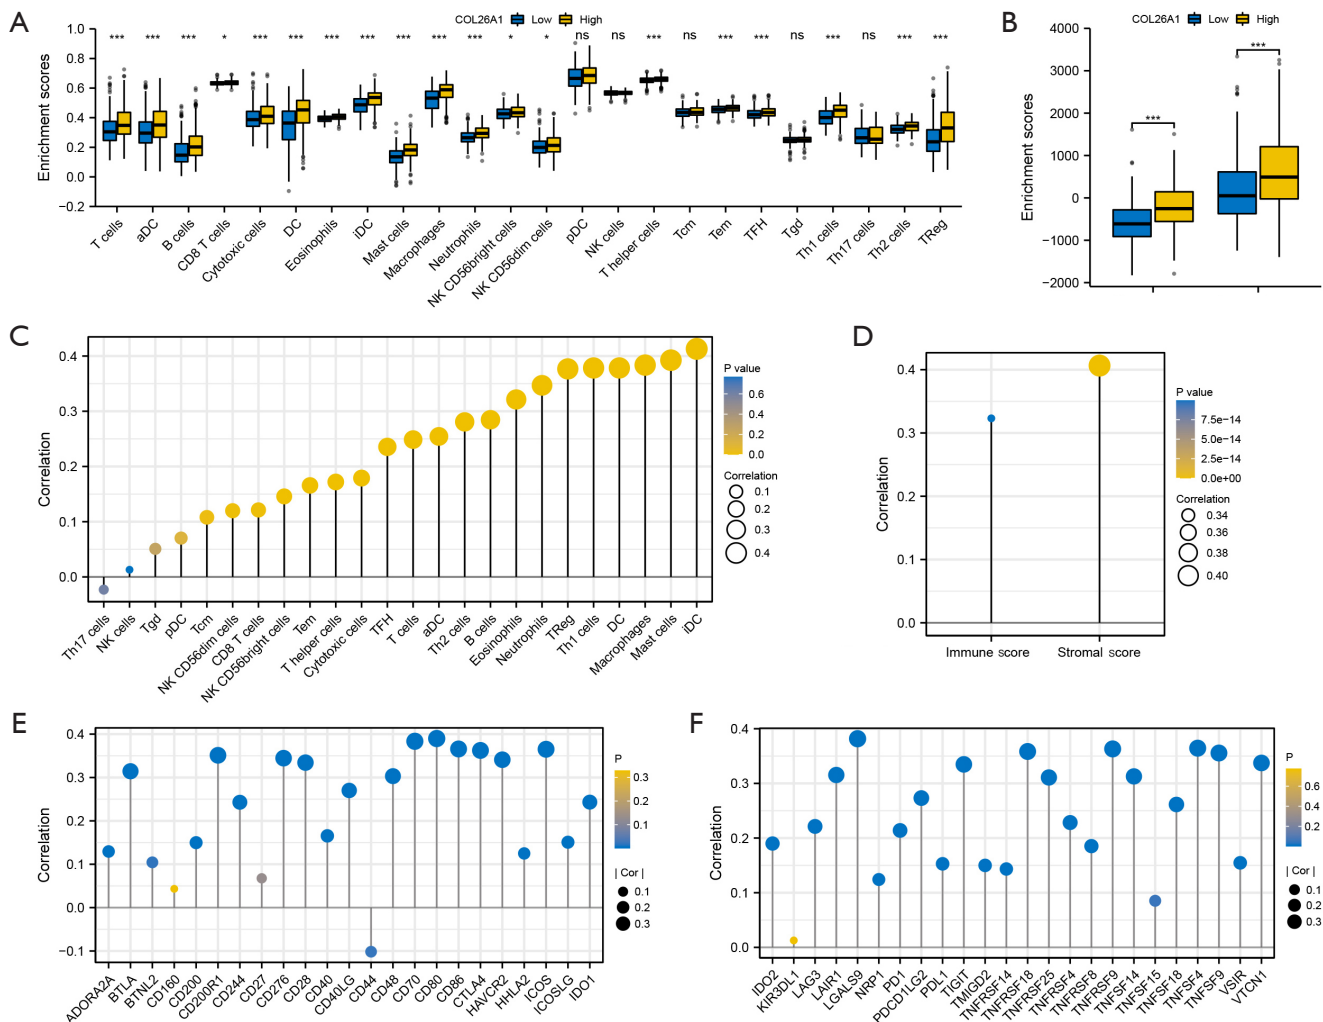 A
COL26A1 Low High
Enrichment scores
1.0
0.8
0.6
0.4
0.2
0.0
−0.2
*** *** *** * *** *** *** *** *** *** *** * * ns ns *** ns *** *** ns *** ns *** ***
T cells
aDC
B cells
CD8 T cells
Cytotoxic cells
DC
Eosinophils
iDC
Mast cells
Macrophages
Neutrophils
NK CD56bright cells
NK CD56dim cells
pDC
NK cells
T helper cells
Tcm
Tem
TFH
Tgd
Th1 cells
Th17 cells
Th2 cells
TReg
B
COL26A1 Low High
Enrichment scores
4000
3000
2000
1000
0
−1000
−2000
***
***
C
Correlation
0.4
0.3
0.2
0.1
0.0
Th17 cells
NK cells
Tgd
pDC
Tcm
NK CD56dim cells
CD8 T cells
NK CD56bright cells
Tem
T helper cells
Cytotoxic cells
TFH
T cells
aDC
Th2 cells
B cells
Eosinophils
Neutrophils
TReg
Th1 cells
DC
Macrophages
Mast cells
iDC
P value
0.6
0.4
0.2
0.0
Correlation
0.1
0.2
0.3
0.4
D
Correlation
0.4
0.3
0.2
0.1
0.0
Immune score
Stromal score
P value
7.5e−14
5.0e−14
2.5e−14
0.0e+00
Correlation
0.34
0.36
0.38
0.40
E
Correlation
0.4
0.3
0.2
0.1
0.0
−0.1
ADORA2A
BTLA
BTNL2
CD160
CD200
CD200R1
CD244
CD27
CD276
CD28
CD40
CD40LG
CD44
CD48
CD70
CD80
CD86
CTLA4
HAVCR2
HHLA2
ICOS
ICOSLG
IDO1
P
0.3
0.2
0.1
| Cor |
0.1
0.2
0.3
F
Correlation
0.4
0.3
0.2
0.1
0.0
IDO2
KIR3DL1
LAG3
LAIR1
LGALS9
NRP1
PD1
PDCD1LG2
PDL1
TIGIT
TMIGD2
TNFRSF14
TNFRSF18
TNFRSF25
TNFRSF4
TNFRSF8
TNFRSF9
TNFSF14
TNFSF15
TNFSF18
TNFSF4
TNFSF9
VSIR
VTCN1
P
0.6
0.4
0.2
| Cor |
0.1
0.2
0.3